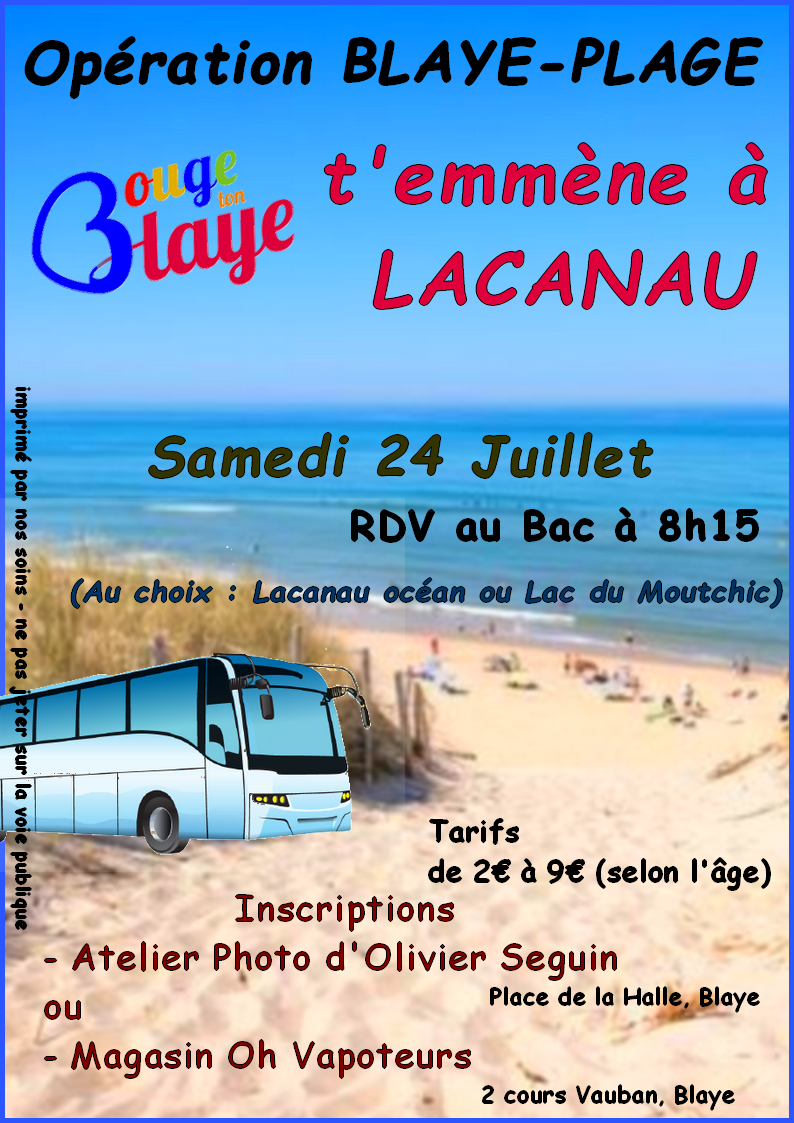 Opération BLAYE-PLAGE
Bouge
ton
Blaye
t'emmène à
LACANAU
Samedi 24 Juillet
RDV au Bac à 8h15
(Au choix : Lacanau océan ou Lac du Moutchic)
imprimé par nos soins - ne pas jeter sur la voie publique
Tarifs
de 2€ à 9€ (selon l'âge)
Inscriptions
- Atelier Photo d'Olivier Seguin
Place de la Halle, Blaye
ou
- Magasin Oh Vapoteurs
2 cours Vauban, Blaye